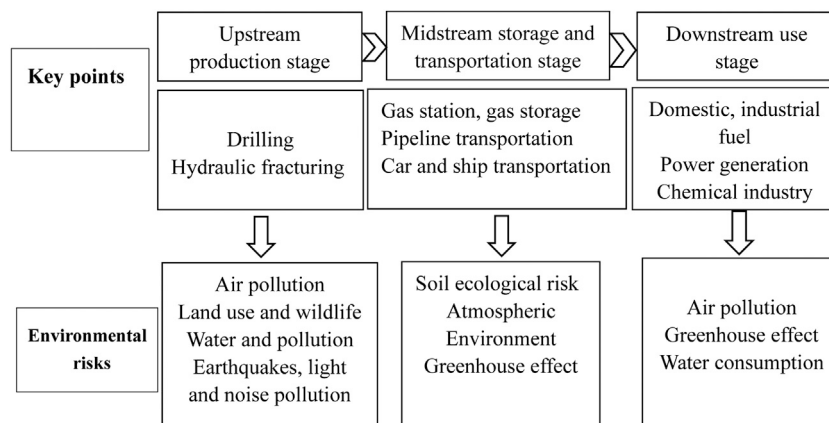 Key points
Upstream
production stage
Midstream storage and
transportation stage
Downstream use
stage
Drilling
Hydraulic fracturing
Gas station, gas storage
Pipeline transportation
Car and ship transportation
Domestic, industrial
fuel
Power generation
Chemical industry
Environmental
risks
Air pollution
Land use and wildlife
Water and pollution
Earthquakes, light
and noise pollution
Soil ecological risk
Atmospheric
Environment
Greenhouse effect
Air pollution
Greenhouse effect
Water consumption